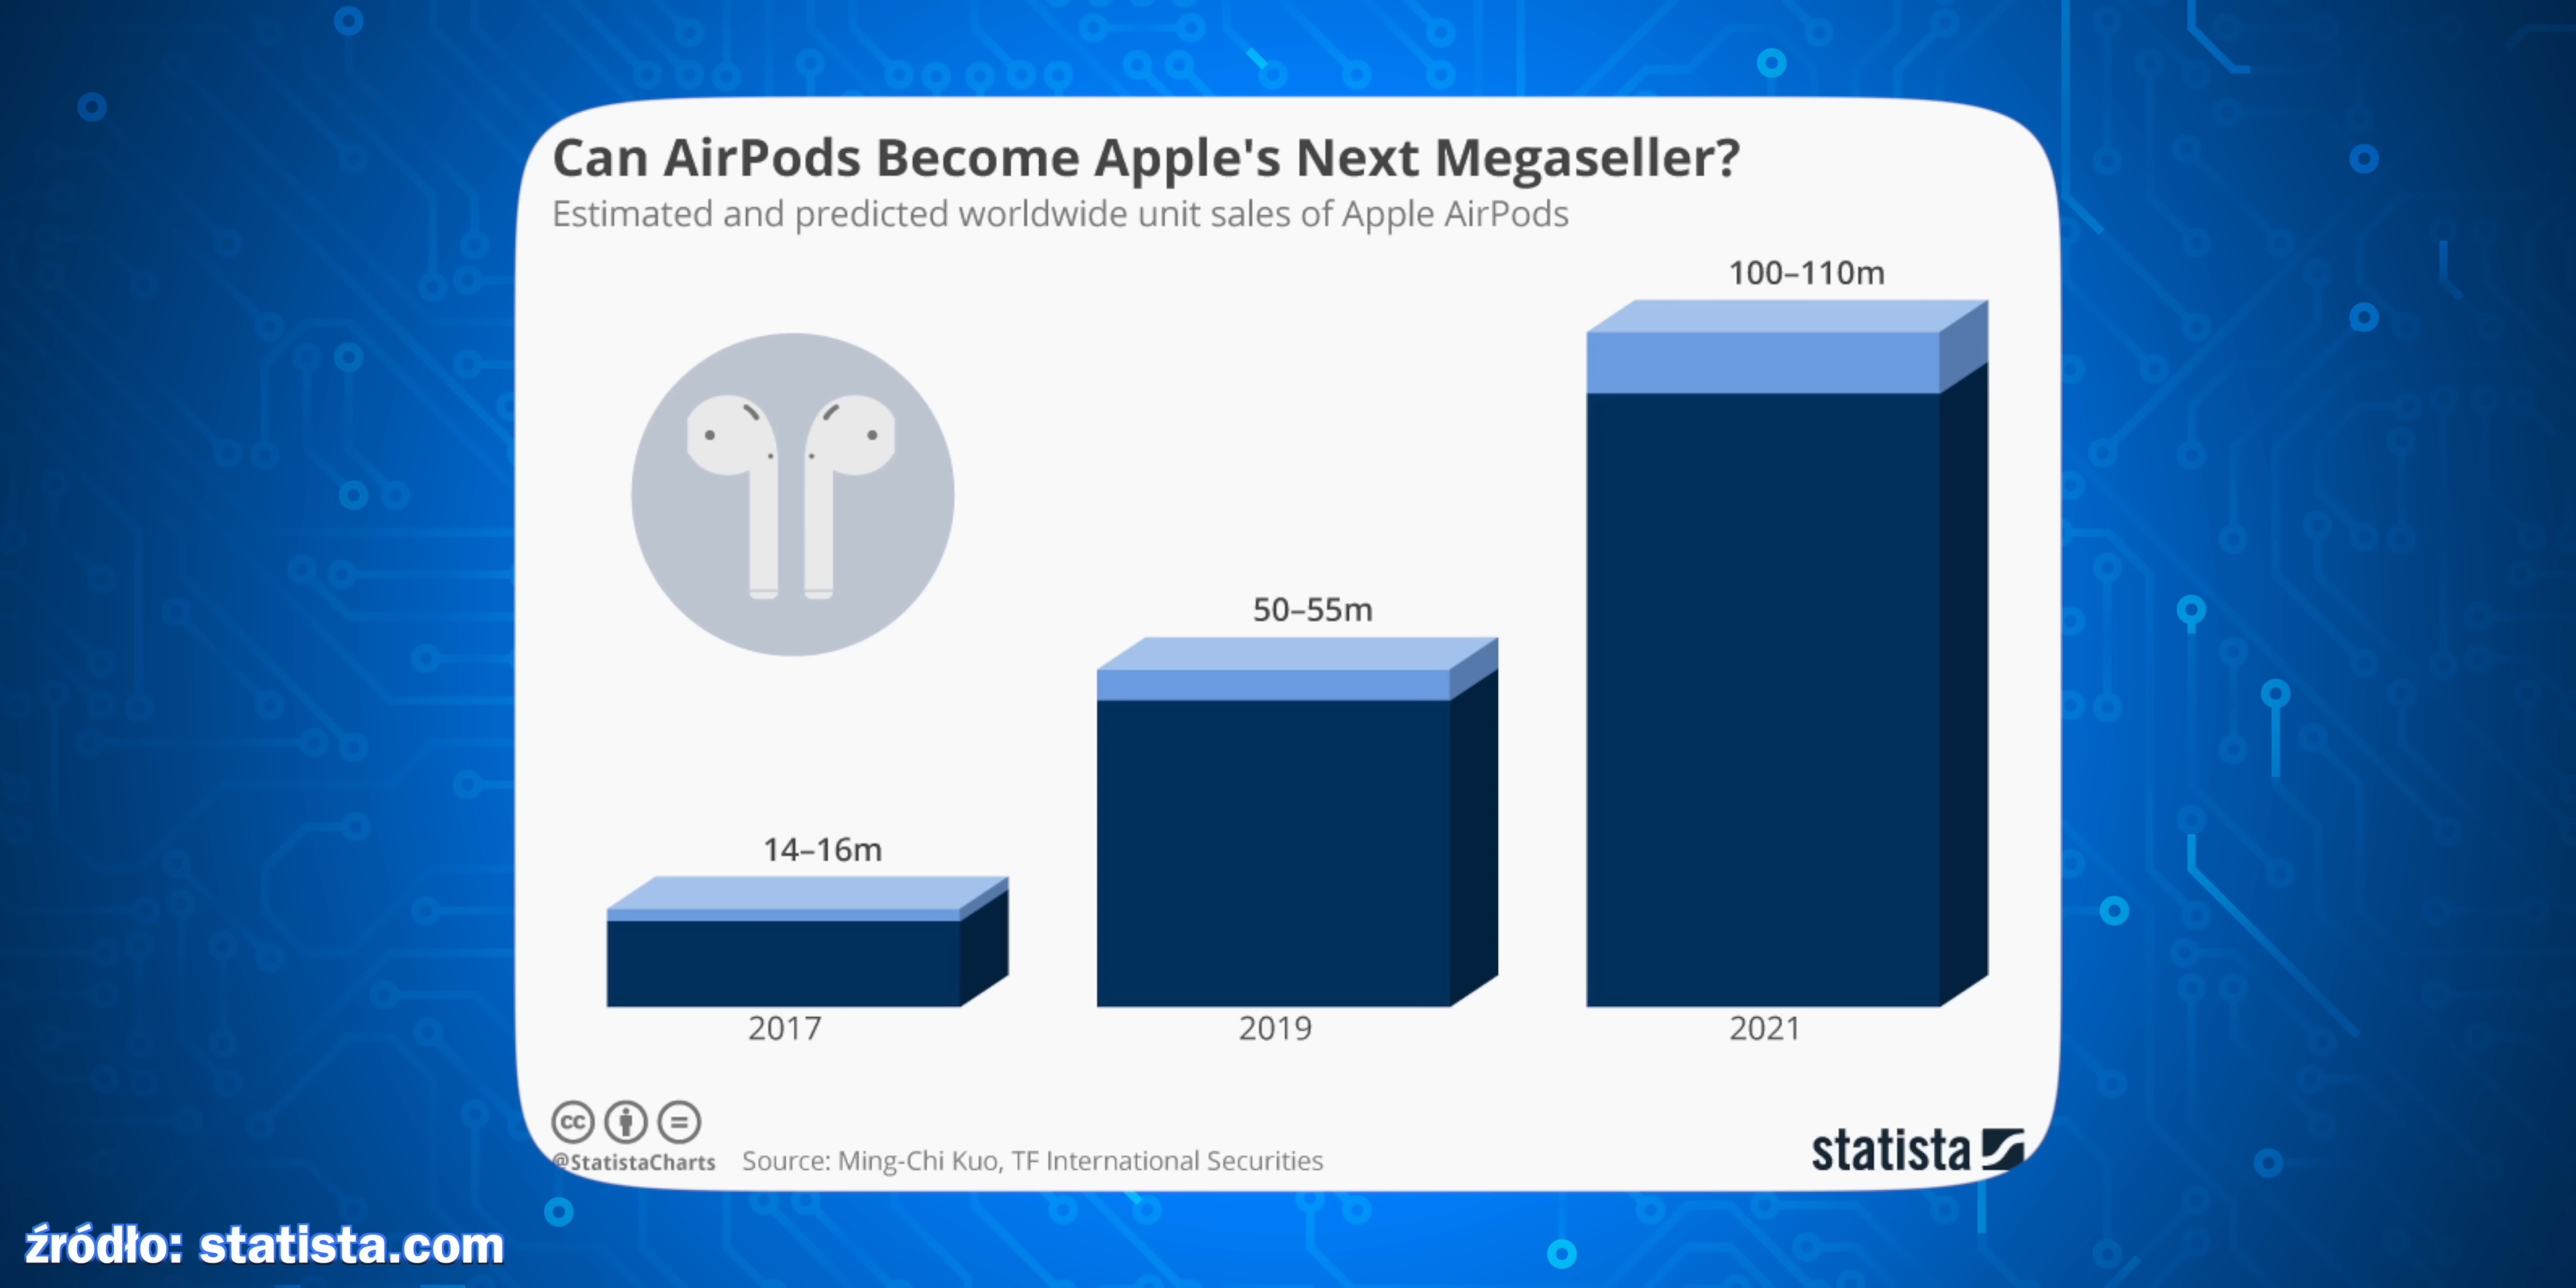 Can AirPods Become Apple's Next Megaseller?
Estimated and predicted worldwide unit sales of Apple AirPods
100–110m
50–55m
14–16m
2017
2019
2021
cc
@StatistaCharts
Source: Ming-Chi Kuo, TF International Securities
statista
źródło: statista.com